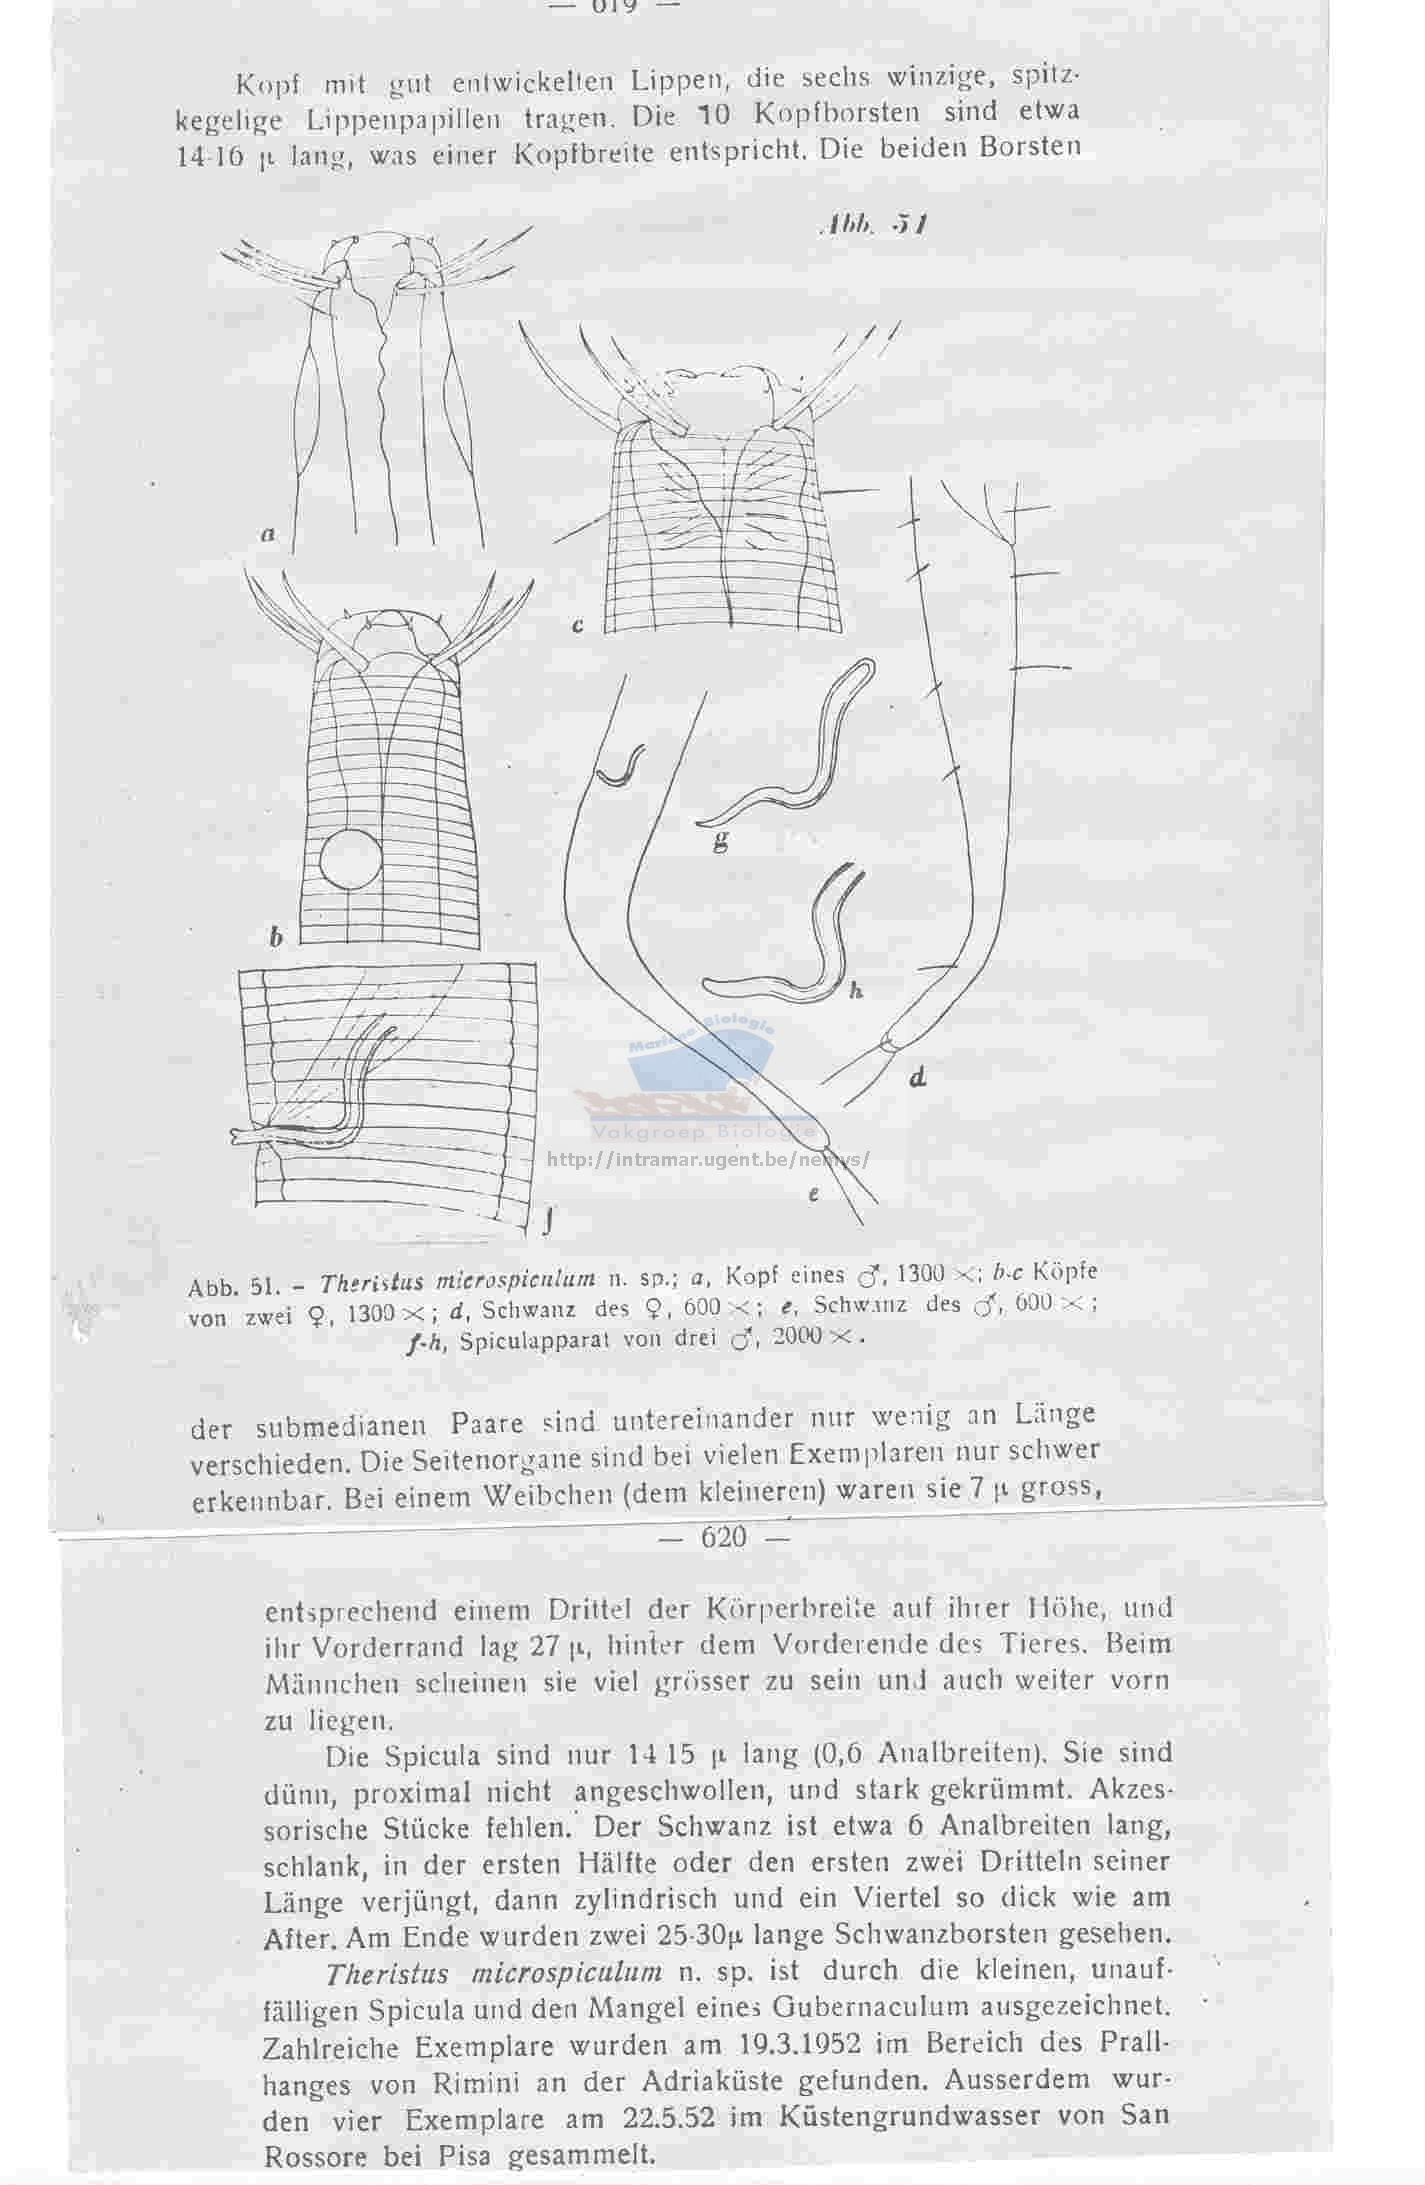 — 619 —
Kopf mit gut entwickelten Lippen, die sechs winzige, spitz-
kegelige Lippenpapillen tragen. Die 10 Kopfborsten sind etwa
14-16 µ lang, was einer Kopfbreite entspricht. Die beiden Borsten
Abb. 51
a
c
b
g
h
d
Marine Biologie
Vakgroep Biologie
http://intramar.ugent.be/nemys/
e
f
Abb. 51. – Theristus microspiculum n. sp.; a, Kopf eines ♂, 1300 ×; b-c Köpfe
von zwei ♀, 1300 ×; d, Schwanz des ♀, 600 ×; e, Schwanz des ♂, 600 ×;
f-h, Spiculapparat von drei ♂, 2000 ×.
der submedianen Paare sind untereinander nur wenig an Länge
verschieden. Die Seitenorgane sind bei vielen Exemplaren nur schwer
erkennbar. Bei einem Weibchen (dem kleineren) waren sie 7 µ gross,
— 620 —
entsprechend einem Drittel der Körperbreite auf ihrer Höhe, und
ihr Vorderrand lag 27 µ, hinter dem Vorderende des Tieres. Beim
Männchen scheinen sie viel grösser zu sein und auch weiter vorn
zu liegen.
Die Spicula sind nur 14 15 µ lang (0,6 Analbreiten). Sie sind
dünn, proximal nicht angeschwollen, und stark gekrümmt. Akzes-
sorische Stücke fehlen. Der Schwanz ist etwa 6 Analbreiten lang,
schlank, in der ersten Hälfte oder den ersten zwei Dritteln seiner
Länge verjüngt, dann zylindrisch und ein Viertel so dick wie am
After. Am Ende wurden zwei 25-30µ lange Schwanzborsten gesehen.
Theristus microspiculum n. sp. ist durch die kleinen, unauf-
fälligen Spicula und den Mangel eines Gubernaculum ausgezeichnet.
Zahlreiche Exemplare wurden am 19.3.1952 im Bereich des Prall-
hanges von Rimini an der Adriaküste gefunden. Ausserdem wur-
den vier Exemplare am 22.5.52 im Küstengrundwasser von San
Rossore bei Pisa gesammelt.